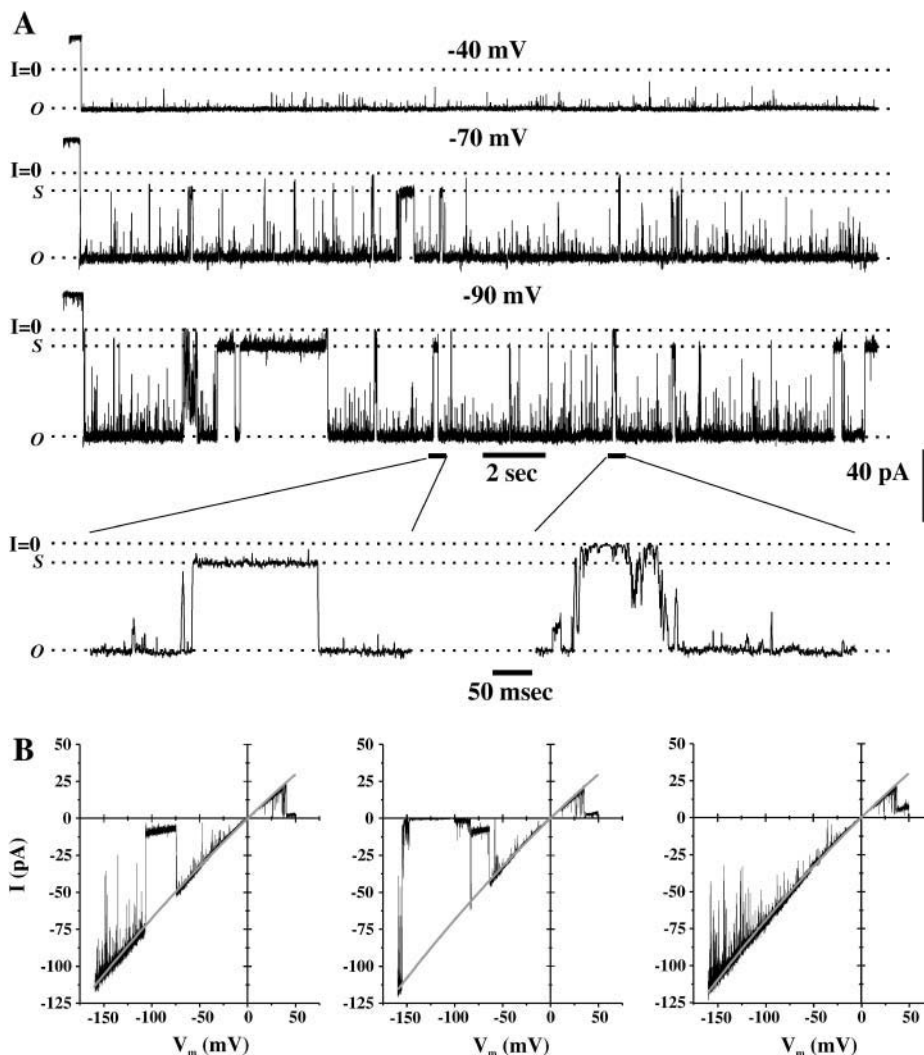 A
-40 mV
I=0
O
-70 mV
I=0
S
O
-90 mV
I=0
S
O
2 sec
40 pA
I=0
S
O
50 msec
B
50 50 50
25 25 25
0 0 0
-25 -25 -25
I (pA)
-50 -50 -50
-75 -75 -75
-100 -100 -100
-125 -125 -125
-150 -100 -50 0 50 -150 -100 -50 0 50 -150 -100 -50 0 50
Vm (mV) Vm (mV) Vm (mV)